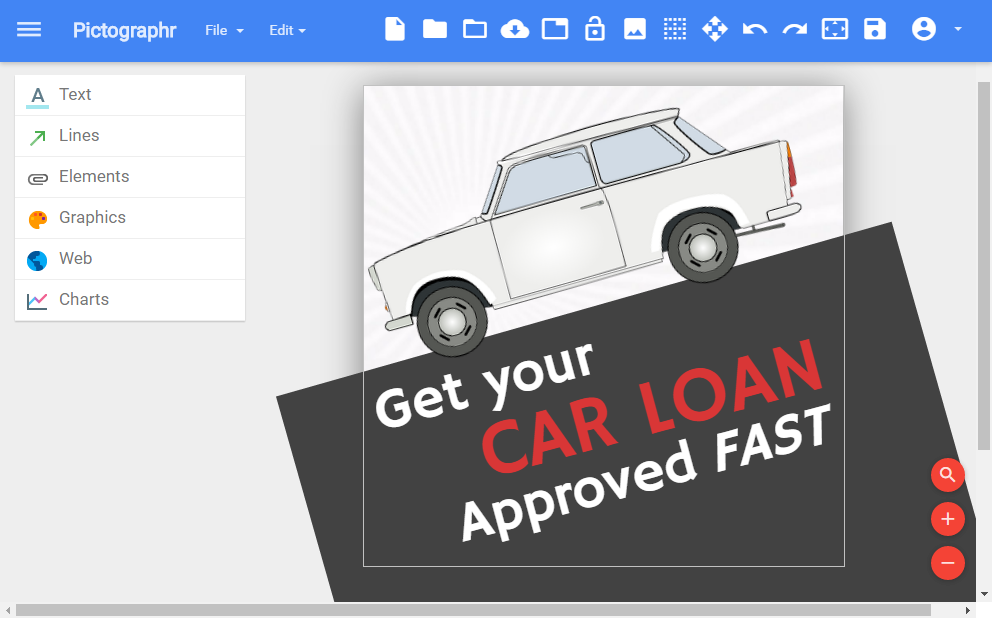 Pictographr File Edit
A Text
Lines
Elements
Graphics
Web
Charts
Get your
CAR LOAN
Approved FAST